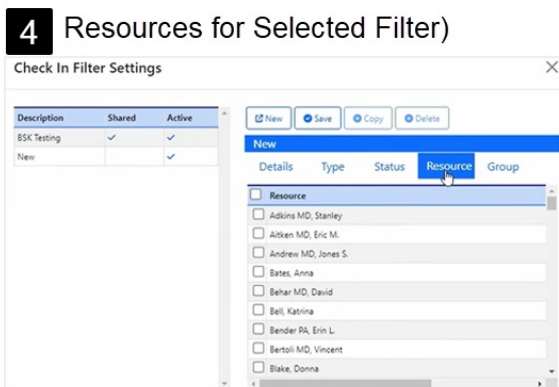 4 Resources for Selected Filter)
Check In Filter Settings
Description Shared Active
BSK Testing
New
New Save Copy Delete
New
Details Type Status Resource Group
Resource
Adkins MD, Stanley
Aitken MD, Eric M.
Andrew MD, Jones S.
Bates, Anna
Behar MD, David
Bell, Katrina
Bender PA, Erin L.
Bertoli MD, Vincent
Blake, Donna